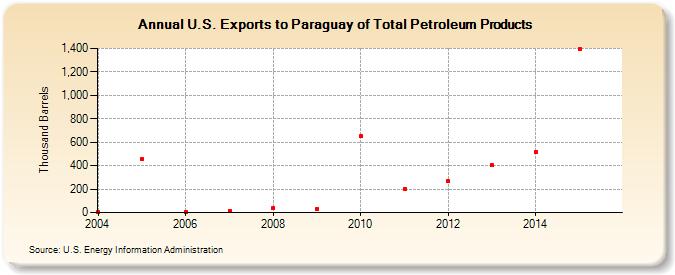 Annual U.S. Exports to Paraguay of Total Petroleum Products
Thousand Barrels
1,400
1,200
1,000
800
600
400
200
0
2004 2006 2008 2010 2012 2014
Source: U.S. Energy Information Administration